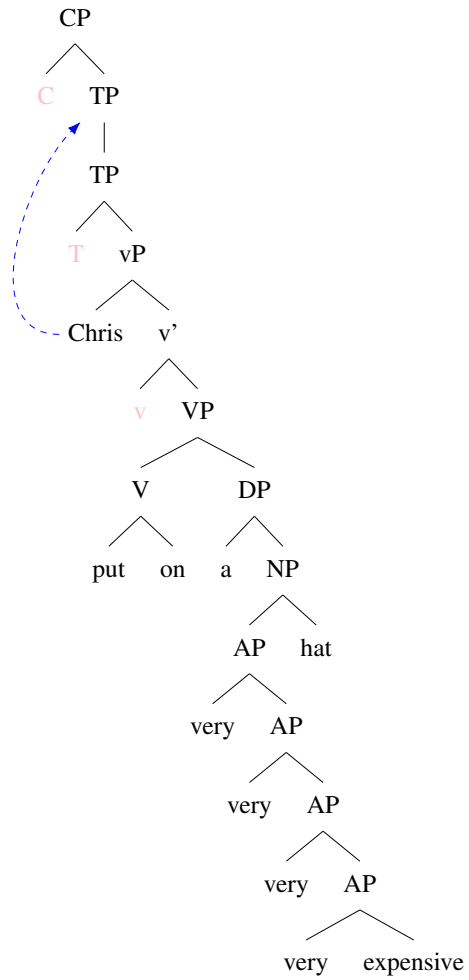 CP
C TP
TP
T vP
Chris v'
v VP
V DP
put on a NP
AP hat
very AP
very AP
very AP
very expensive